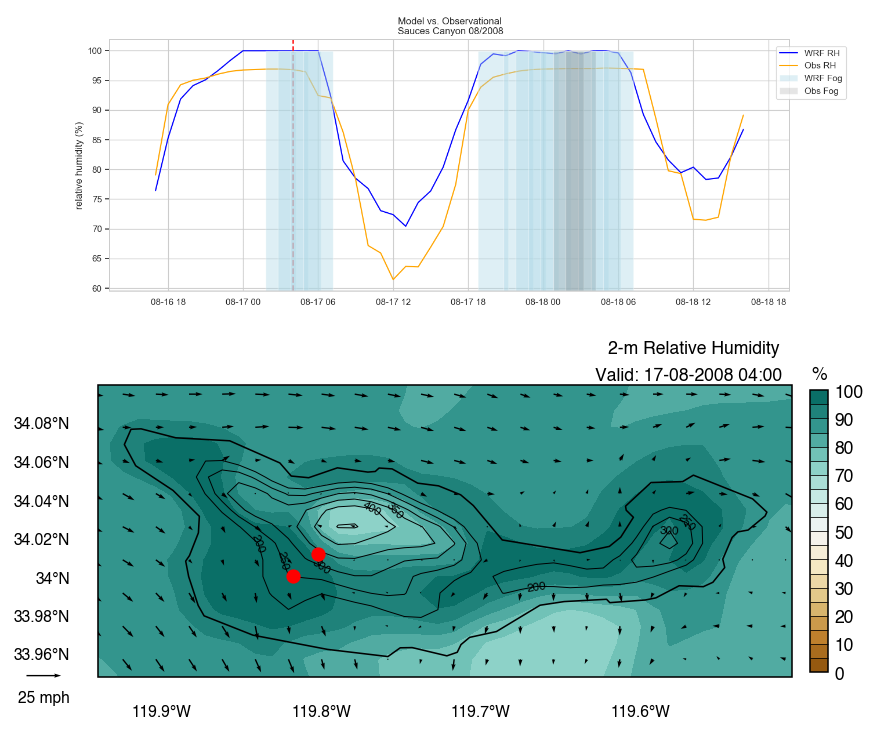 Model vs. Observational
Sauces Canyon 08/2008
relative humidity (%)
100
95
90
85
80
75
70
65
60
08-16 18
08-17 00
08-17 06
08-17 12
08-17 18
08-18 00
08-18 06
08-18 12
08-18 18
WRF RH
Obs RH
WRF Fog
Obs Fog
2-m Relative Humidity
Valid: 17-08-2008 04:00
%
34.08°N
34.06°N
34.04°N
34.02°N
34°N
33.98°N
33.96°N
25 mph
119.9°W
119.8°W
119.7°W
119.6°W
400
200
300
200
100
90
80
70
60
50
40
30
20
10
0